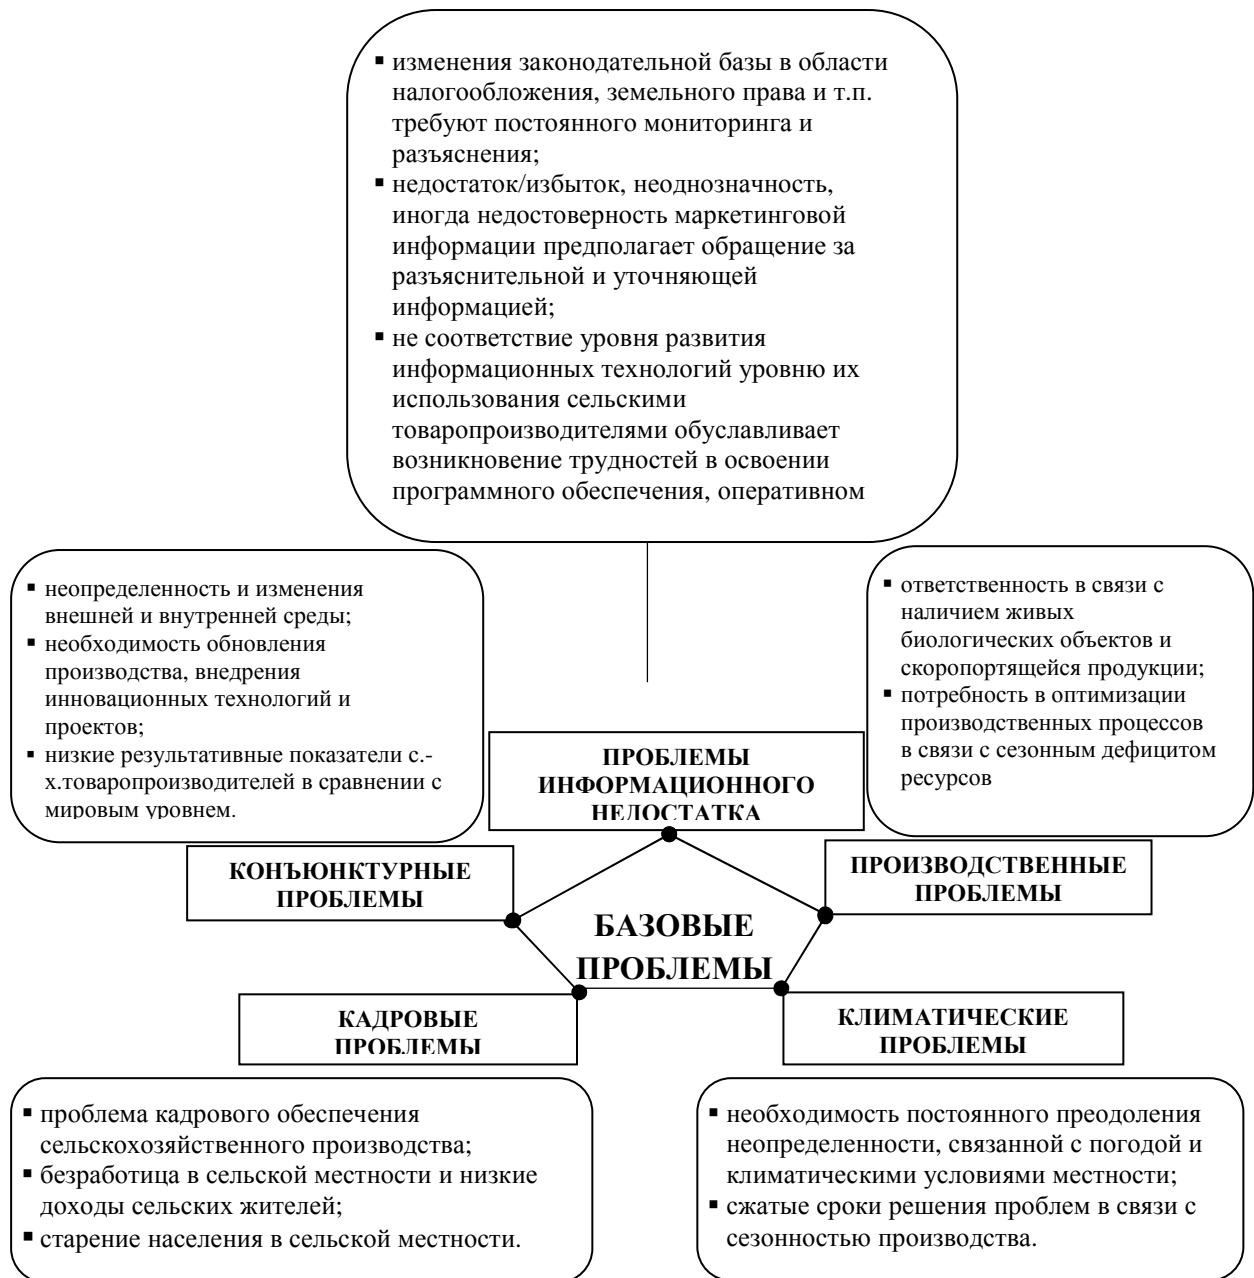 ▪ изменения законодательной базы в области
налогообложения, земельного права и т.п.
требуют постоянного мониторинга и
разъяснения;
▪ недостаток/избыток, неоднозначность,
иногда недостоверность маркетинговой
информации предполагает обращение за
разъяснительной и уточняющей
информацией;
▪ не соответствие уровня развития
информационных технологий уровню их
использования сельскими
товаропроизводителями обуславливает
возникновение трудностей в освоении
программного обеспечения, оперативном
▪ неопределенность и изменения
внешней и внутренней среды;
▪ необходимость обновления
производства, внедрения
инновационных технологий и
проектов;
▪ низкие результативные показатели с.-
х.товаропроизводителей в сравнении с
мировым уровнем.
▪ ответственность в связи с
наличием живых
биологических объектов и
скоропортящейся продукции;
▪ потребность в оптимизации
производственных процессов
в связи с сезонным дефицитом
ресурсов
ПРОБЛЕМЫ
ИНФОРМАЦИОННОГО
НЕДОСТАТКА
КОНЪЮНКТУРНЫЕ
ПРОБЛЕМЫ
ПРОИЗВОДСТВЕННЫЕ
ПРОБЛЕМЫ
БАЗОВЫЕ
ПРОБЛЕМЫ
КАДРОВЫЕ
ПРОБЛЕМЫ
КЛИМАТИЧЕСКИЕ
ПРОБЛЕМЫ
▪ проблема кадрового обеспечения
сельскохозяйственного производства;
▪ безработица в сельской местности и низкие
доходы сельских жителей;
▪ старение населения в сельской местности.
▪ необходимость постоянного преодоления
неопределенности, связанной с погодой и
климатическими условиями местности;
▪ сжатые сроки решения проблем в связи с
сезонностью производства.